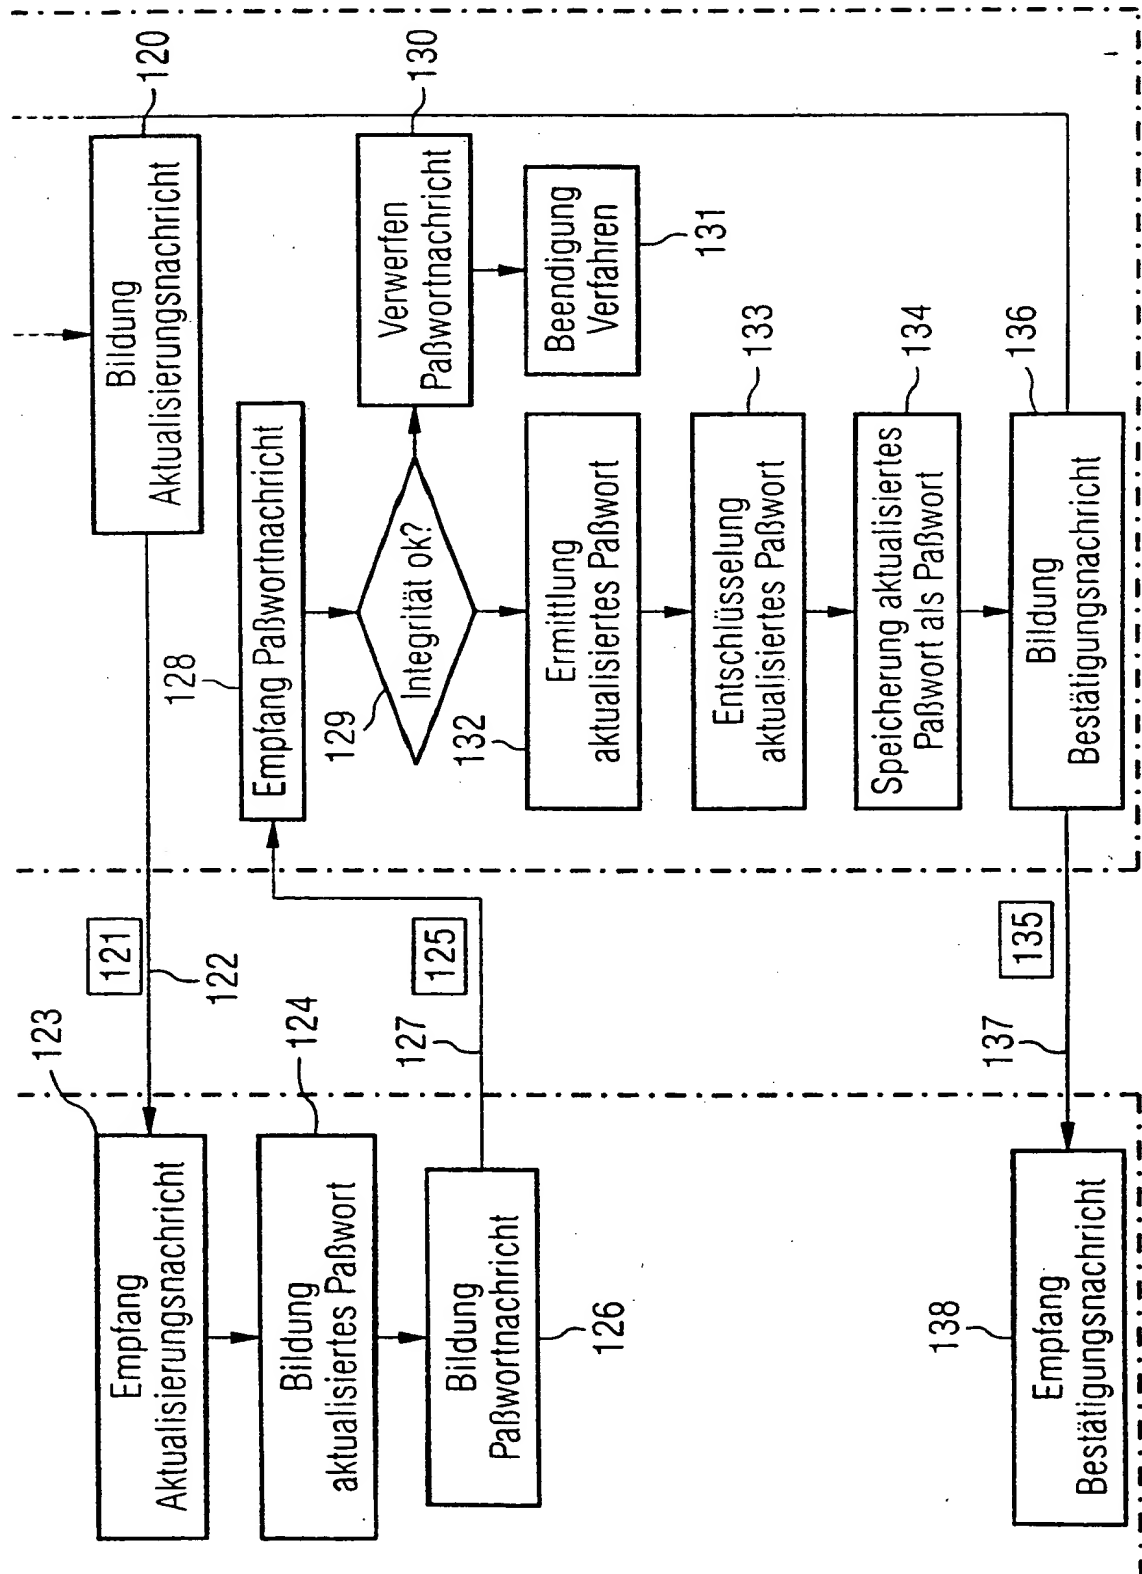 120
Bildung
Aktualisierungsnachricht
121
122
123
Empfang
Aktualisierungsnachricht
124
Bildung
aktualisiertes Paßwort
Bildung
Paßwortnachricht
126
127
125
128
Empfang Paßwortnachricht
129
Integrität ok?
130
Verwerfen
Paßwortnachricht
Beendigung
Verfahren
131
132
Ermittlung
aktualisiertes Paßwort
133
Entschlüsselung
aktualisiertes Paßwort
134
Speicherung aktualisiertes
Paßwort als Paßwort
136
Bildung
Bestätigungsnachricht
135
137
138
Empfang
Bestätigungsnachricht